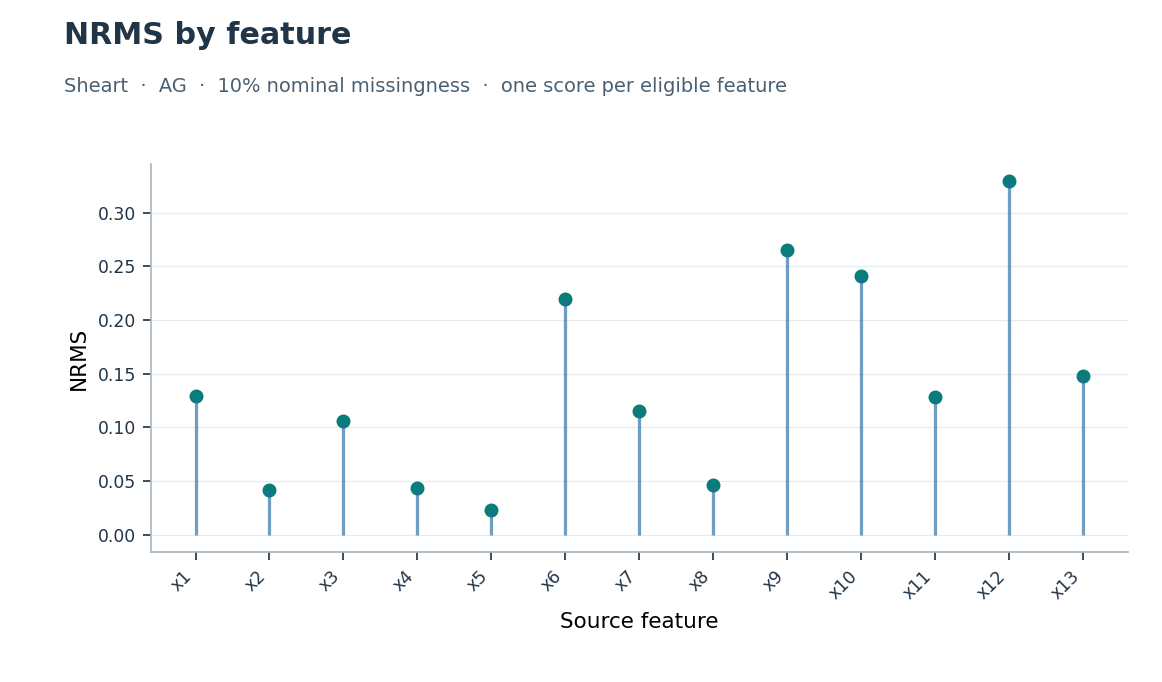 NRMS by feature
Sheart · AG · 10% nominal missingness · one score per eligible feature
0.30
0.25
0.20
0.15
0.10
0.05
0.00
NRMS
x1 x2 x3 x4 x5 x6 x7 x8 x9 x10 x11 x12 x13
Source feature